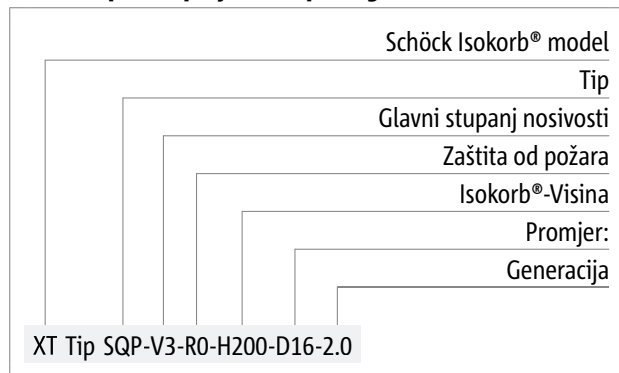 Schöck Isokorb® model
Tip
Glavni stupanj nosivosti
Zaštita od požara
Isokorb®-Visina
Promjer:
Generacija
XT Tip SQP-V3-R0-H200-D16-2.0